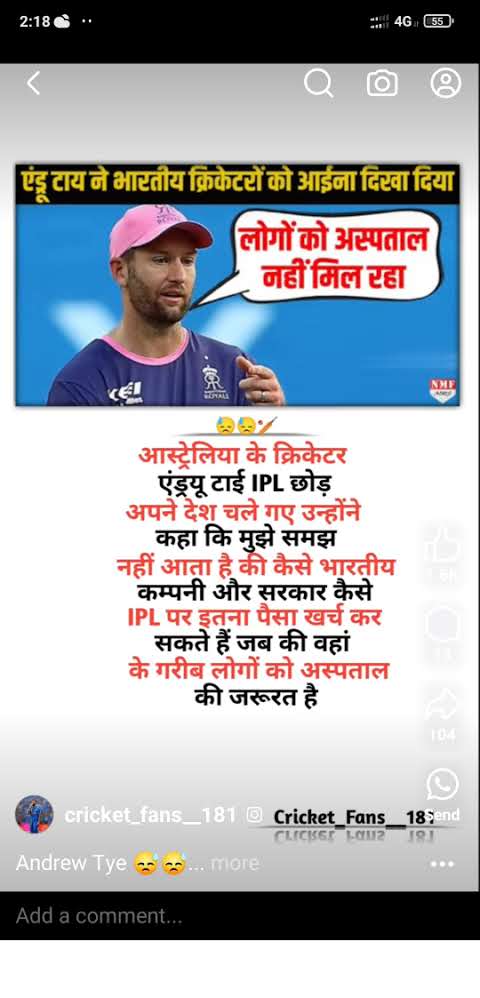 2:18
4G 55
एंड्रू टाय ने भारतीय क्रिकेटरों को आईना दिखा दिया
लोगों को अस्पताल
नहीं मिल रहा
ROYALS
NMF
आस्ट्रेलिया के क्रिकेटर
एंड्रयू टाई IPL छोड़
अपने देश चले गए उन्होंने
कहा कि मुझे समझ
नहीं आता है की कैसे भारतीय
कम्पनी और सरकार कैसे
IPL पर इतना पैसा खर्च कर
सकते हैं जब की वहां
के गरीब लोगों को अस्पताल
की जरूरत है
104
Send
cricket_fans__181 Cricket_Fans__181
Andrew Tye 😓😓... more
Add a comment...